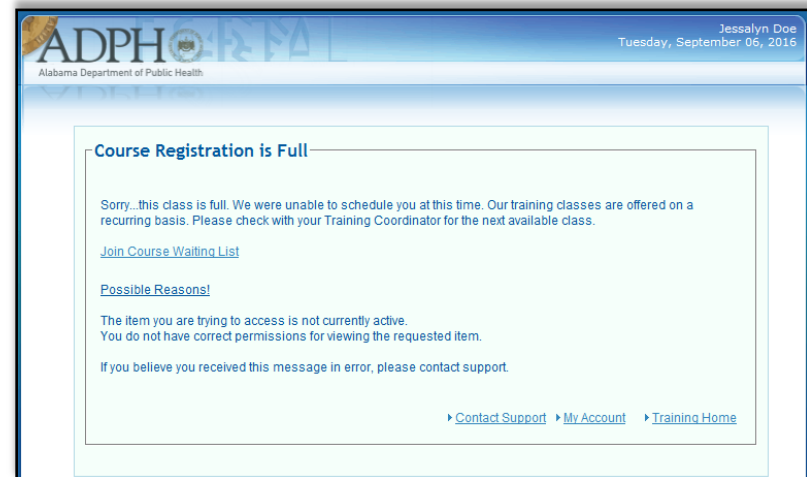 Jessalyn Doe
Tuesday, September 06, 2016
ADPH
Alabama Department of Public Health
Course Registration is Full
Sorry...this class is full. We were unable to schedule you at this time. Our training classes are offered on a
recurring basis. Please check with your Training Coordinator for the next available class.
Join Course Waiting List
Possible Reasons!
The item you are trying to access is not currently active.
You do not have correct permissions for viewing the requested item.
If you believe you received this message in error, please contact support.
Contact Support My Account Training Home